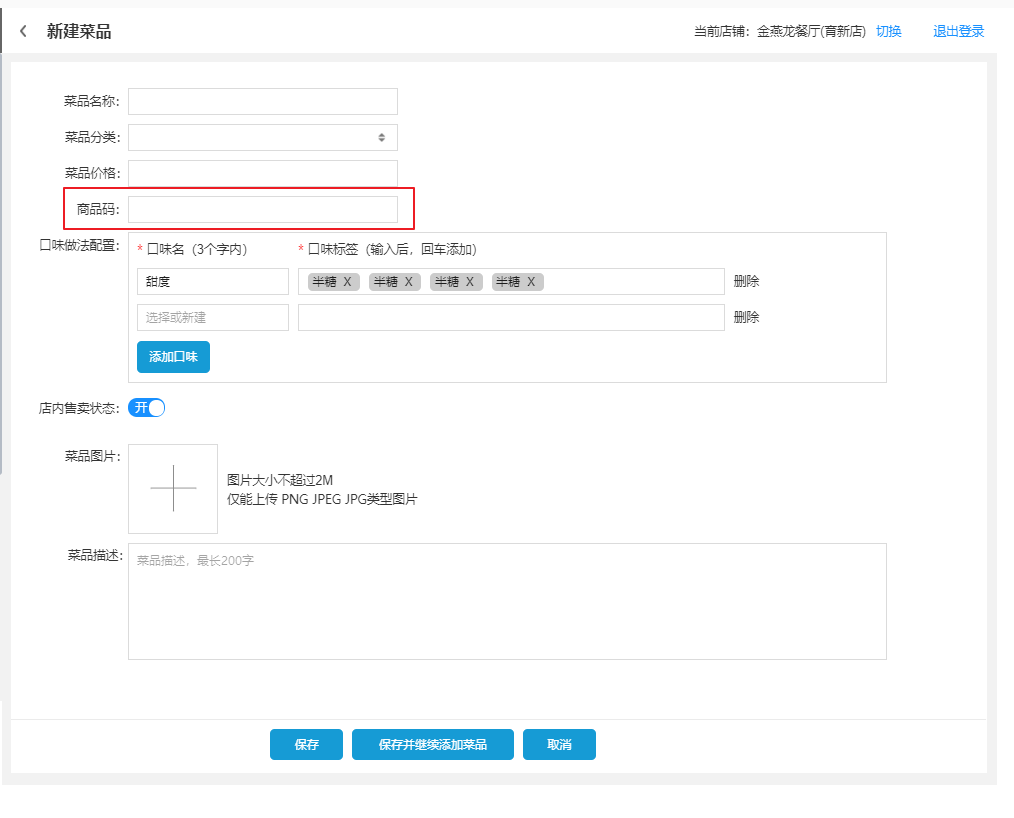 新建菜品 当前店铺：金燕龙餐厅(育新店) 切换 退出登录
菜品名称：
菜品分类：
菜品价格：
商品码：
口味做法配置： * 口味名（3个字内） * 口味标签（输入后，回车添加）
甜度 半糖 X 半糖 X 半糖 X 半糖 X 删除
选择或新建 删除
添加口味
店内售卖状态： 开
菜品图片：
图片大小不超过2M
仅能上传 PNG JPEG JPG类型图片
菜品描述： 菜品描述，最长200字
保存 保存并继续添加菜品 取消